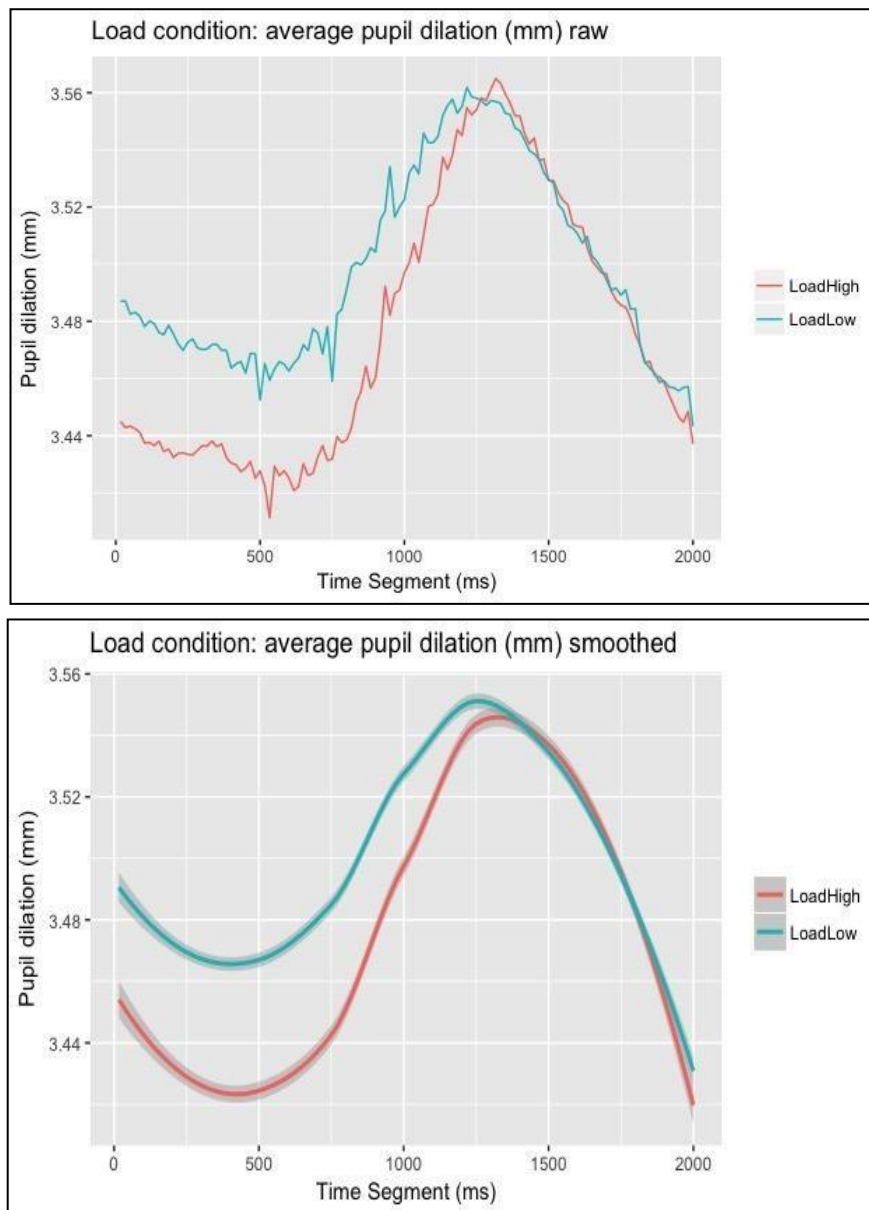 Load condition: average pupil dilation (mm) raw
3.56
3.52
3.48
3.44
Pupil dilation (mm)
0 500 1000 1500 2000
Time Segment (ms)
LoadHigh
LoadLow
Load condition: average pupil dilation (mm) smoothed
3.56
3.52
3.48
3.44
Pupil dilation (mm)
0 500 1000 1500 2000
Time Segment (ms)
LoadHigh
LoadLow